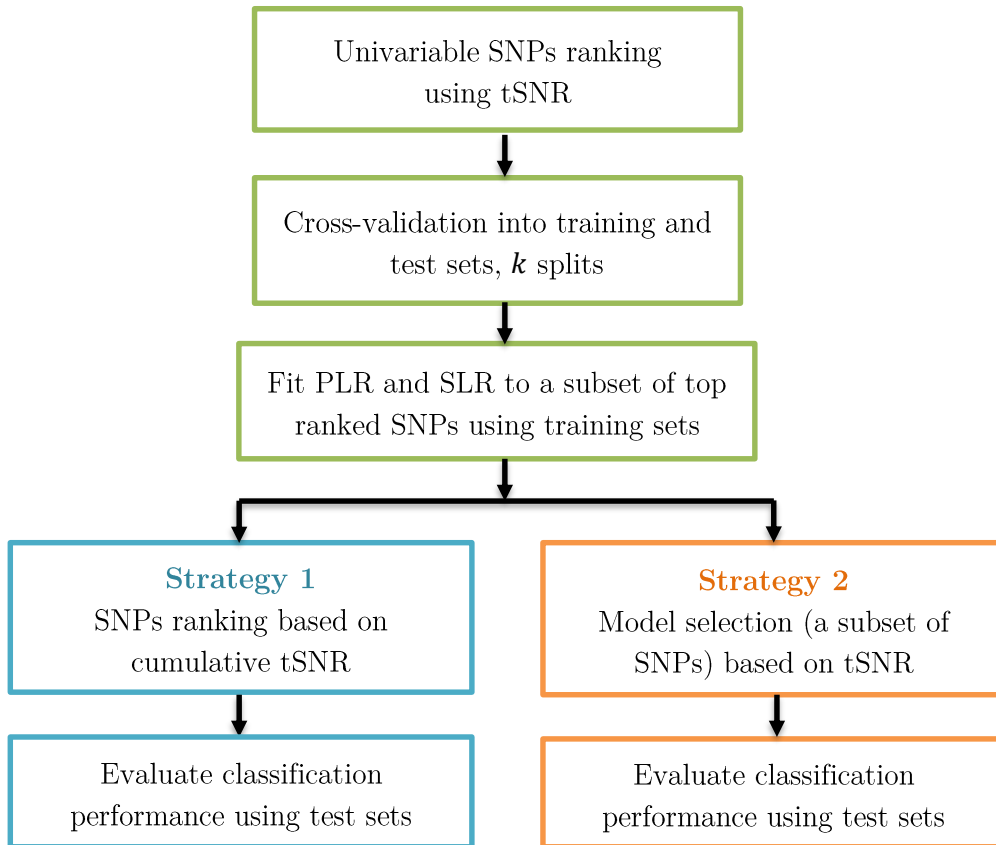 Univariable SNPs ranking
using tSNR
Cross-validation into training and
test sets, k splits
Fit PLR and SLR to a subset of top
ranked SNPs using training sets
Strategy 1
SNPs ranking based on
cumulative tSNR
Strategy 2
Model selection (a subset of
SNPs) based on tSNR
Evaluate classification
performance using test sets
Evaluate classification
performance using test sets